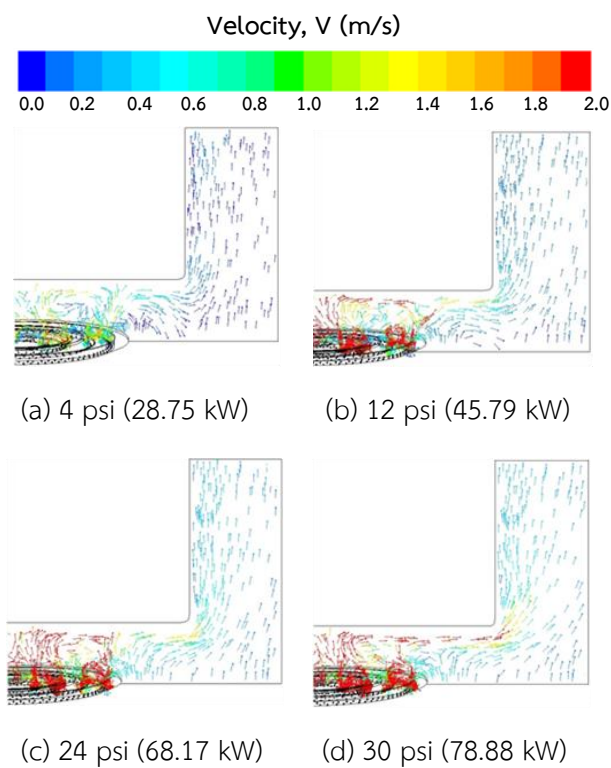 Velocity, V (m/s)
0.0 0.2 0.4 0.6 0.8 1.0 1.2 1.4 1.6 1.8 2.0
(a) 4 psi (28.75 kW) (b) 12 psi (45.79 kW)
(c) 24 psi (68.17 kW) (d) 30 psi (78.88 kW)